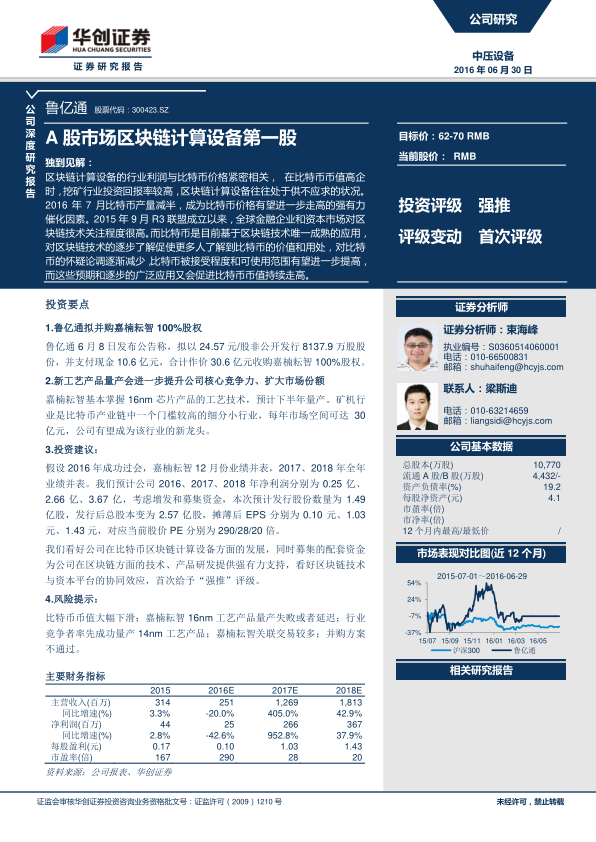 公司研究
华创证券
HUA CHUANG SECURITIES
证券研究报告
中压设备
2016 年 06 月 30 日
公司深度研究报告
鲁亿通 股票代码：300423.SZ
A 股市场区块链计算设备第一股
独到见解：
区块链计算设备的行业利润与比特币价格紧密相关， 在比特币币值高企
时，挖矿行业投资回报率较高，区块链计算设备往往处于供不应求的状况。
2016 年 7 月比特币产量减半，成为比特币价格有望进一步走高的强有力
催化因素。2015 年 9 月 R3 联盟成立以来，全球金融企业和资本市场对区
块链技术关注程度很高。而比特币是目前基于区块链技术唯一成熟的应用，
对区块链技术的逐步了解促使更多人了解到比特币的价值和用处，对比特
币的怀疑论调逐渐减少，比特币被接受程度和可使用范围有望进一步提高，
而这些预期和逐步的广泛应用又会促进比特币币值持续走高。
目标价：62-70 RMB
当前股价： RMB
投资评级 强推
评级变动 首次评级
投资要点
1.鲁亿通拟并购嘉楠耘智 100%股权
鲁亿通 6 月 8 日发布公告称，拟以 24.57 元/股非公开发行 8137.9 万股股
份，并支付现金 10.6 亿元，合计作价 30.6 亿元收购嘉楠耘智 100%股权。
2.新工艺产品量产会进一步提升公司核心竞争力、扩大市场份额
嘉楠耘智基本掌握 16nm 芯片产品的工艺技术，预计下半年量产。矿机行
业是比特币产业链中一个门槛较高的细分小行业，每年市场空间可达 30
亿元，公司有望成为该行业的新龙头。
3.投资建议：
假设 2016 年成功过会，嘉楠耘智 12 月份业绩并表，2017、2018 年全年
业绩并表。我们预计公司 2016、2017、2018 年净利润分别为 0.25 亿、
2.66 亿、3.67 亿，考虑增发和募集资金，本次预计发行股份数量为 1.49
亿股，发行后总股本变为 2.57 亿股，摊薄后 EPS 分别为 0.10 元、1.03
元、1.43 元，对应当前股价 PE 分别为 290/28/20 倍。
我们看好公司在比特币区块链计算设备方面的发展，同时募集的配套资金
为公司在区块链方面的技术、产品研发提供强有力支持，看好区块链技术
与资本平台的协同效应，首次给予“强推”评级。
4.风险提示：
比特币币值大幅下滑；嘉楠耘智 16nm 工艺产品量产失败或者延迟；行业
竞争者率先成功量产 14nm 工艺产品；嘉楠耘智关联交易较多；并购方案
不通过。
主要财务指标
2015 2016E 2017E 2018E
主营收入(百万) 314 251 1,269 1,813
同比增速(%) 3.3% -20.0% 405.0% 42.9%
净利润(百万) 44 25 266 367
同比增速(%) 2.8% -42.6% 952.8% 37.9%
每股盈利(元) 0.17 0.10 1.03 1.43
市盈率(倍) 167 290 28 20
资料来源：公司报表、华创证券
证券分析师
证券分析师：束海峰
执业编号：S0360514060001
电话：010-66500831
邮箱：shuhaifeng@hcyjs.com
联系人：梁斯迪
电话：010-63214659
邮箱：liangsidi@hcyjs.com
公司基本数据
总股本(万股) 10,770
流通 A 股/B 股(万股) 4,432/-
资产负债率(%) 19.2
每股净资产(元) 4.1
市盈率(倍)
市净率(倍)
12 个月内最高/最低价 /
市场表现对比图(近 12 个月)
2015-07-01～2016-06-29
54%
24%
-7%
-37%
15/07 15/09 15/11 16/01 16/03 16/05
沪深300 鲁亿通
相关研究报告
证监会审核华创证券投资咨询业务资格批文号：证监许可（2009）1210 号
未经许可，禁止转载